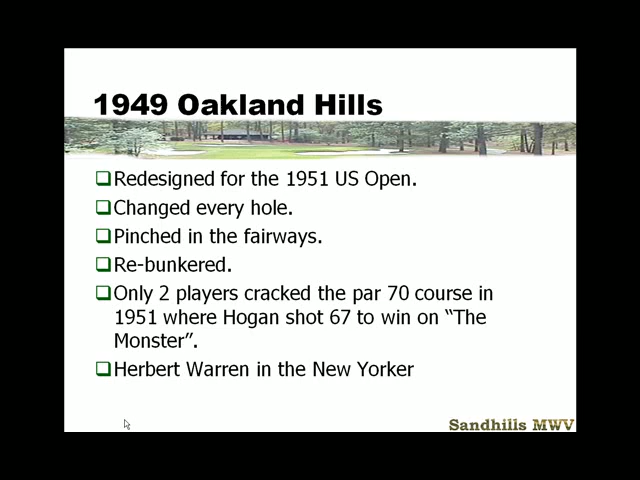 1949 Oakland Hills
Redesigned for the 1951 US Open.
Changed every hole.
Pinched in the fairways.
Re-bunkered.
Only 2 players cracked the par 70 course in
1951 where Hogan shot 67 to win on “The
Monster”.
Herbert Warren in the New Yorker
Sandhills MWV